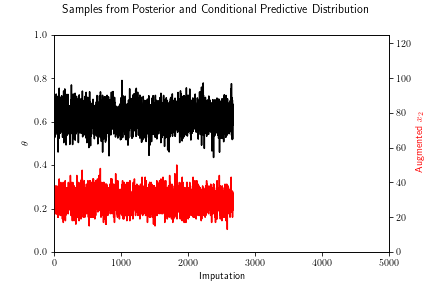 Samples from Posterior and Conditional Predictive Distribution
1.0
0.8
0.6
0.4
0.2
0.0
θ
120
100
80
60
40
20
0
Augmented x₂
0 1000 2000 3000 4000 5000
Imputation